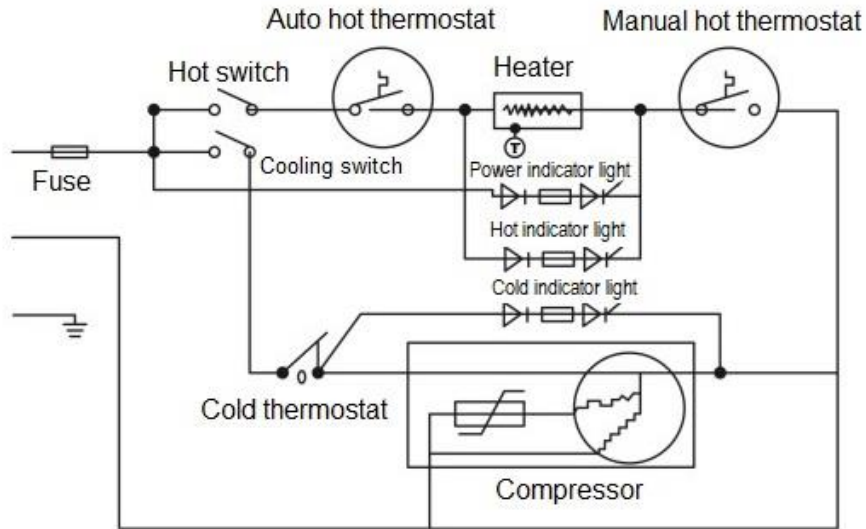 Auto hot thermostat
Manual hot thermostat
Hot switch
Heater
T
Cooling switch
Fuse
Power indicator light
Hot indicator light
Cold indicator light
0
Cold thermostat
Compressor